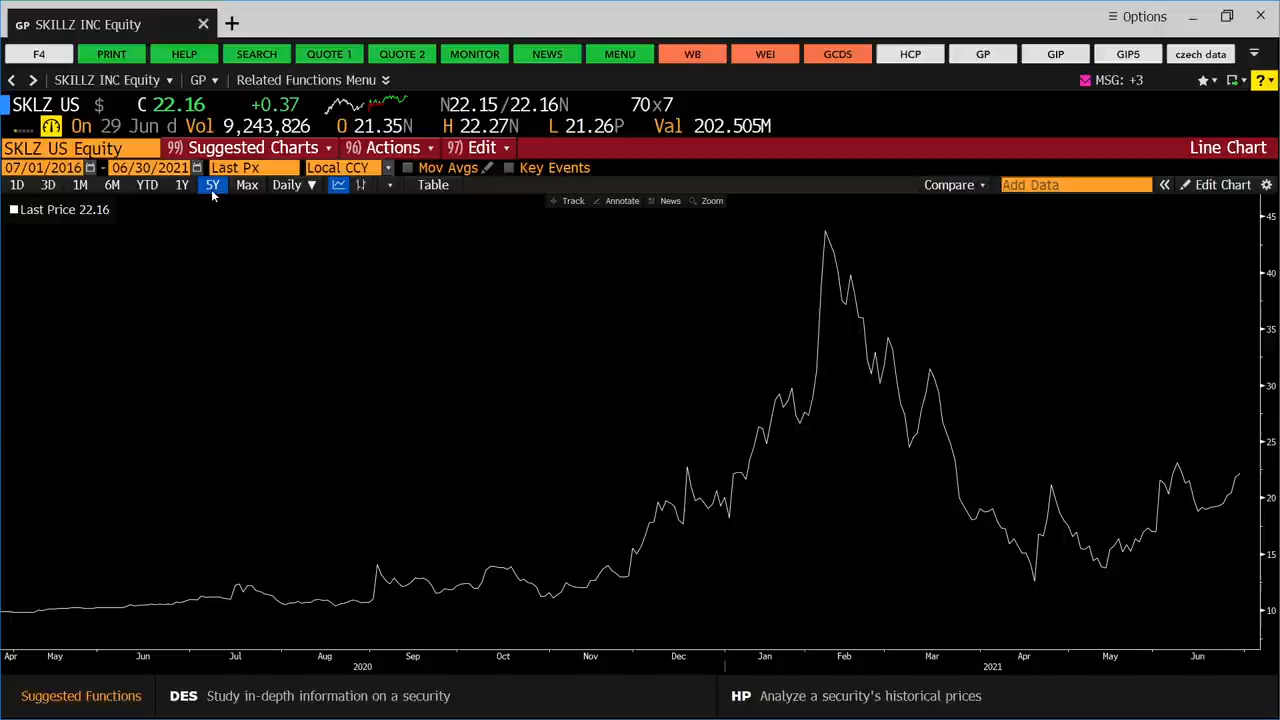 GP SKILLZ INC Equity × + Options
F4 PRINT HELP SEARCH QUOTE 1 QUOTE 2 MONITOR NEWS MENU WB WEI GCDS HCP GP GIP GIP5 czech data
SKILLZ INC Equity GP Related Functions Menu MSG: +3
SKLZ US $ C 22.16 +0.37 N22.15/22.16N 70x7
On 29 Jun d Vol 9,243,826 O 21.35N H 22.27N L 21.26P Val 202.505M
SKLZ US Equity 99) Suggested Charts 96) Actions 97) Edit Line Chart
07/01/2016 - 06/30/2021 Last Px Local CCY Mov Avgs Key Events
1D 3D 1M 6M YTD 1Y 5Y Max Daily Table Compare Add Data Edit Chart
Track Annotate News Zoom
Last Price 22.16
45
40
35
30
25
20
15
10
Apr May Jun Jul Aug Sep Oct Nov Dec Jan Feb Mar Apr May Jun
2020 2021
Suggested Functions DES Study in-depth information on a security HP Analyze a security's historical prices